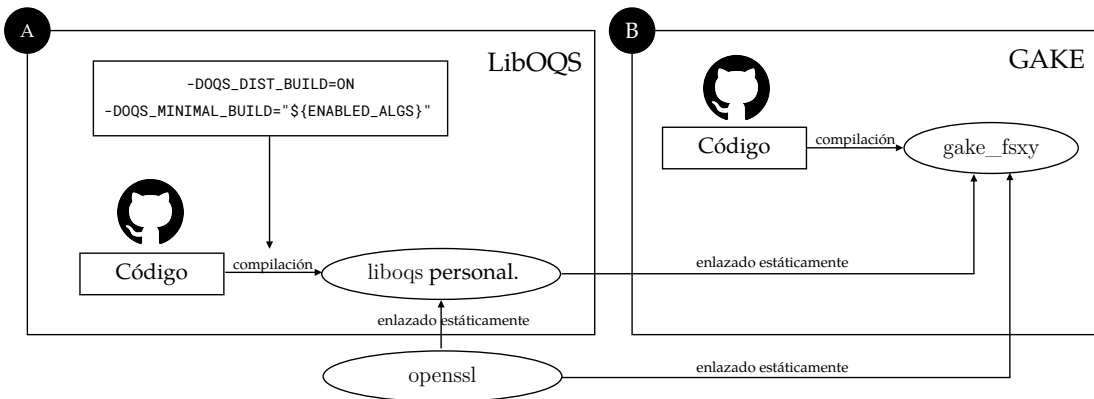 A
LibOQS
-DOQS_DIST_BUILD=ON
-DOQS_MINIMAL_BUILD="${ENABLED_ALGS}"
Código
compilación
liboqs personal.
enlazado estáticamente
openssl
B
GAKE
Código
compilación
gake_fsxy
enlazado estáticamente
enlazado estáticamente